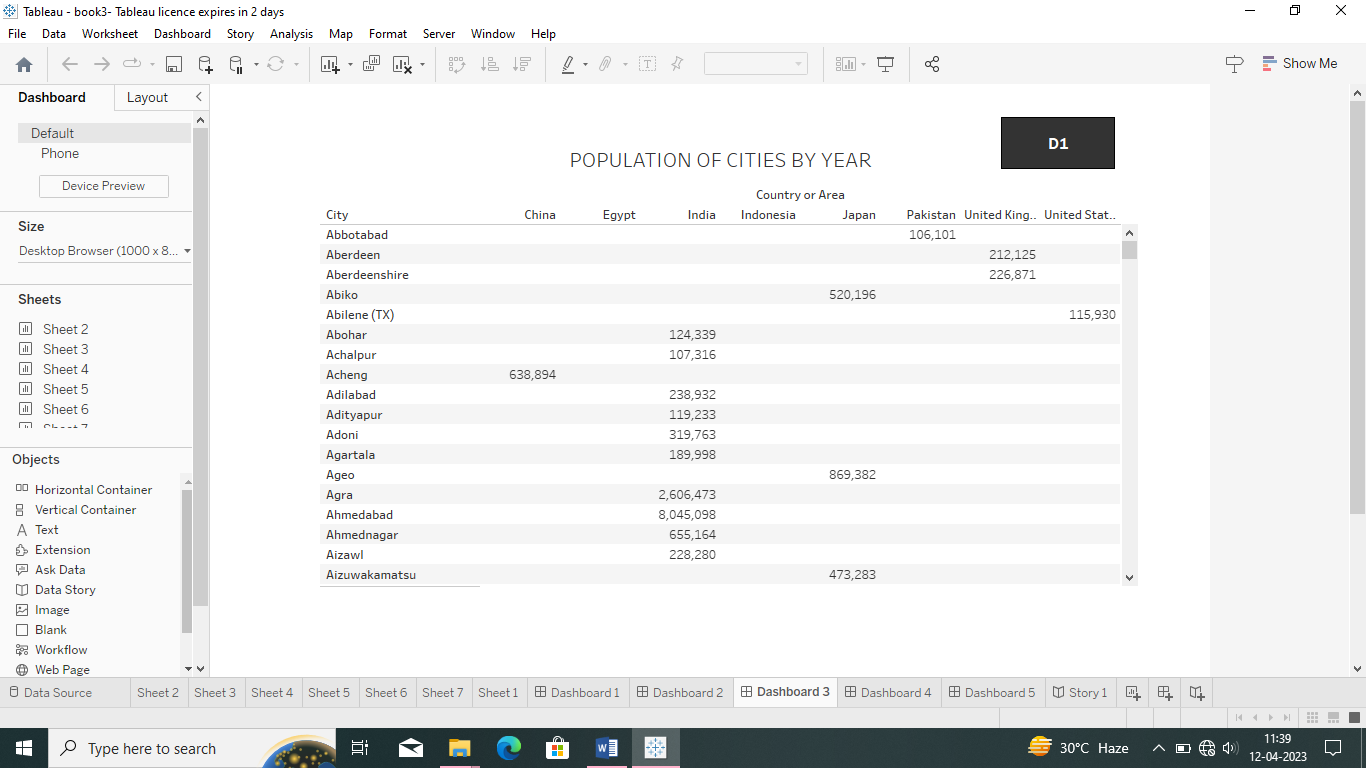 Tableau - book3- Tableau licence expires in 2 days
File Data Worksheet Dashboard Story Analysis Map Format Server Window Help
Show Me
Dashboard Layout
Default
Phone
Device Preview
Size
Desktop Browser (1000 x 8...
Sheets
Sheet 2
Sheet 3
Sheet 4
Sheet 5
Sheet 6
Objects
Horizontal Container
Vertical Container
Text
Extension
Ask Data
Data Story
Image
Blank
Workflow
Web Page
D1
POPULATION OF CITIES BY YEAR
Country or Area
City China Egypt India Indonesia Japan Pakistan United King.. United Stat..
Abbotabad 106,101
Aberdeen 212,125
Aberdeenshire 226,871
Abiko 520,196
Abilene (TX) 115,930
Abohar 124,339
Achalpur 107,316
Acheng 638,894
Adilabad 238,932
Adityapur 119,233
Adoni 319,763
Agartala 189,998
Ageo 869,382
Agra 2,606,473
Ahmedabad 8,045,098
Ahmednagar 655,164
Aizawl 228,280
Aizuwakamatsu 473,283
Data Source Sheet 2 Sheet 3 Sheet 4 Sheet 5 Sheet 6 Sheet 7 Sheet 1 Dashboard 1 Dashboard 2 Dashboard 3 Dashboard 4 Dashboard 5 Story 1
Type here to search
30°C Haze
11:39
12-04-2023